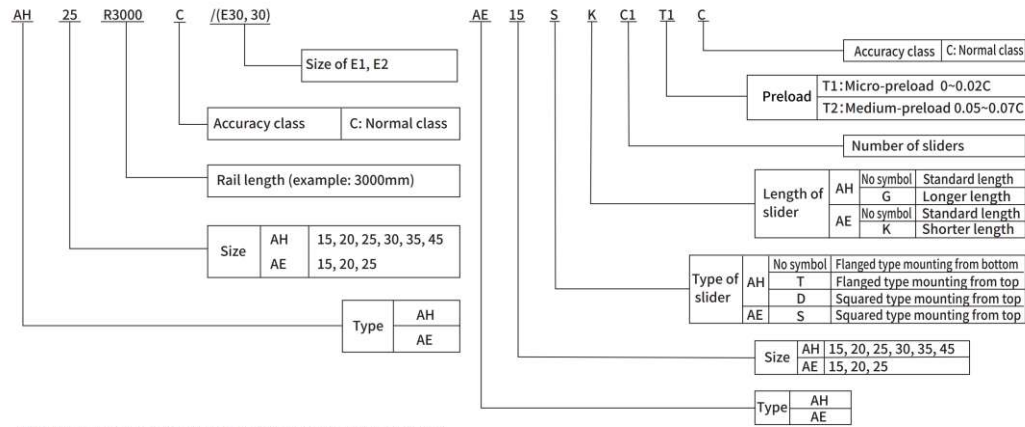 AH 25 R3000 C /(E30, 30)
Size of E1, E2
Accuracy class C: Normal class
Rail length (example: 3000mm)
Size AH 15, 20, 25, 30, 35, 45
AE 15, 20, 25
Type AH
AE
AE 15 S K C1 T1 C
Accuracy class C: Normal class
Preload T1:Micro-preload 0~0.02C
T2:Medium-preload 0.05~0.07C
Number of sliders
Length of slider AH No symbol Standard length
G Longer length
AE No symbol Standard length
K Shorter length
Type of slider AH No symbol Flanged type mounting from bottom
T Flanged type mounting from top
D Squared type mounting from top
AE S Squared type mounting from top
Size AH 15, 20, 25, 30, 35, 45
AE 15, 20, 25
Type AH
AE